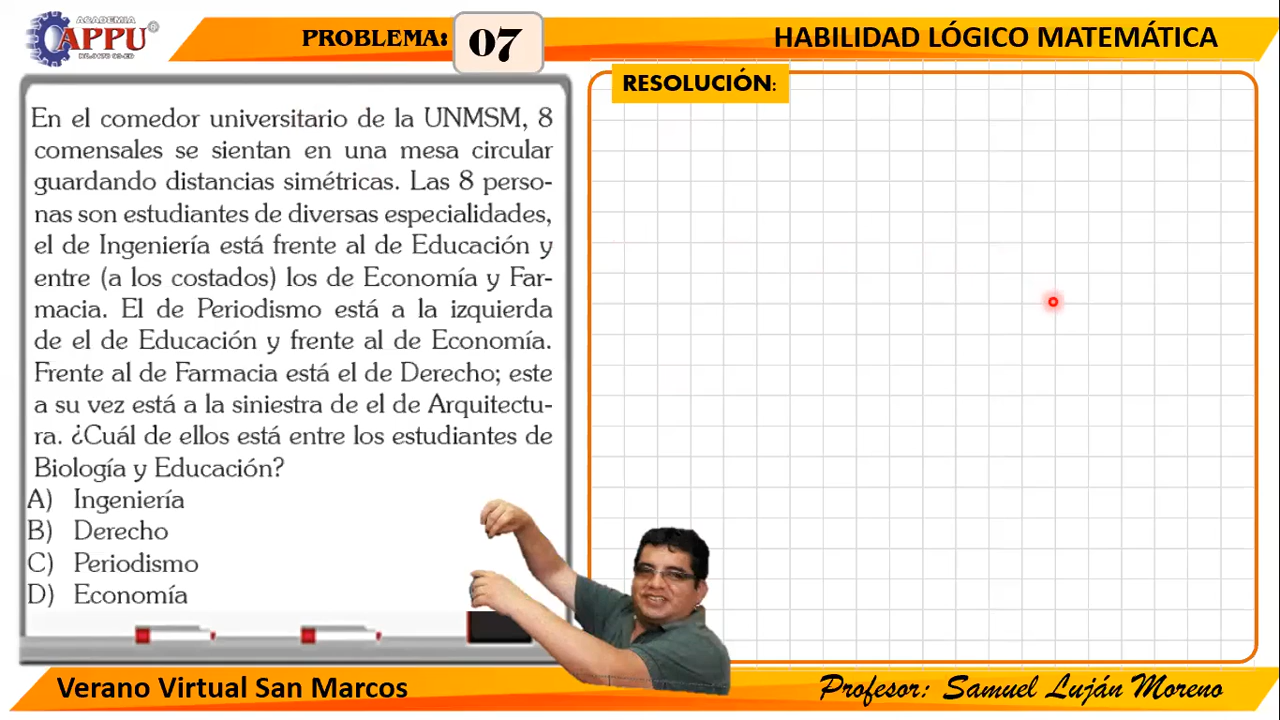 ACADEMIA
APPU
PROBLEMA:
07
HABILIDAD LÓGICO MATEMÁTICA
RESOLUCIÓN:
En el comedor universitario de la UNMSM, 8
comensales se sientan en una mesa circular
guardando distancias simétricas. Las 8 perso-
nas son estudiantes de diversas especialidades,
el de Ingeniería está frente al de Educación y
entre (a los costados) los de Economía y Far-
macia. El de Periodismo está a la izquierda
de el de Educación y frente al de Economía.
Frente al de Farmacia está el de Derecho; este
a su vez está a la siniestra de el de Arquitectu-
ra. ¿Cuál de ellos está entre los estudiantes de
Biología y Educación?
A) Ingeniería
B) Derecho
C) Periodismo
D) Economía
Verano Virtual San Marcos
Profesor: Samuel Luján Moreno